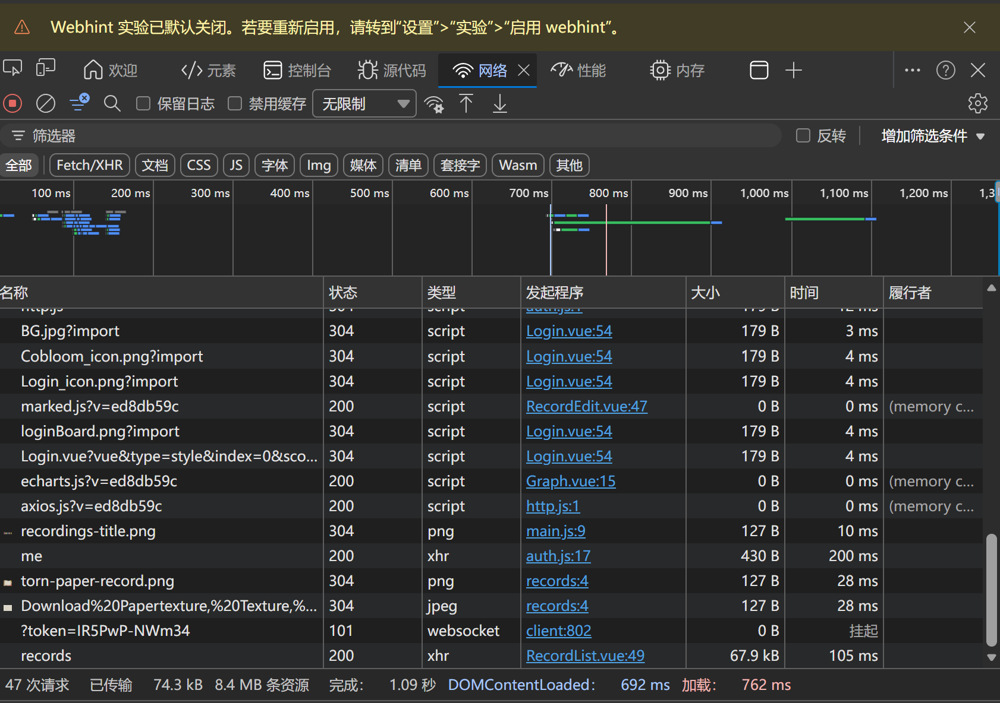 Webhint 实验已默认关闭。若要重新启用，请转到“设置”>“实验”>“启用 webhint”。
欢迎 元素 控制台 源代码 网络 性能 内存
保留日志 禁用缓存 无限制
筛选器 反转 增加筛选条件
全部 Fetch/XHR 文档 CSS JS 字体 Img 媒体 清单 套接字 Wasm 其他
100 ms 200 ms 300 ms 400 ms 500 ms 600 ms 700 ms 800 ms 900 ms 1,000 ms 1,100 ms 1,200 ms 1,3
名称 状态 类型 发起程序 大小 时间 履行者
http.js 304 script auth.js:1 179 B 12 ms
BG.jpg?import 304 script Login.vue:54 179 B 3 ms
Cobloom_icon.png?import 304 script Login.vue:54 179 B 4 ms
Login_icon.png?import 304 script Login.vue:54 179 B 4 ms
marked.js?v=ed8db59c 200 script RecordEdit.vue:47 0 B 0 ms (memory c...
loginBoard.png?import 304 script Login.vue:54 179 B 4 ms
Login.vue?vue&type=style&index=0&sco... 304 script Login.vue:54 179 B 4 ms
echarts.js?v=ed8db59c 200 script Graph.vue:15 0 B 0 ms (memory c...
axios.js?v=ed8db59c 200 script http.js:1 0 B 0 ms (memory c...
recordings-title.png 304 png main.js:9 127 B 10 ms
me 200 xhr auth.js:17 430 B 200 ms
torn-paper-record.png 304 png records:4 127 B 28 ms
Download%20Papertexture,%20Texture,%... 304 jpeg records:4 127 B 28 ms
?token=IR5PwP-NWm34 101 websocket client:802 0 B 挂起
records 200 xhr RecordList.vue:49 67.9 kB 105 ms
47 次请求 已传输 74.3 kB 8.4 MB 条资源 完成： 1.09 秒 DOMContentLoaded： 692 ms 加载： 762 ms